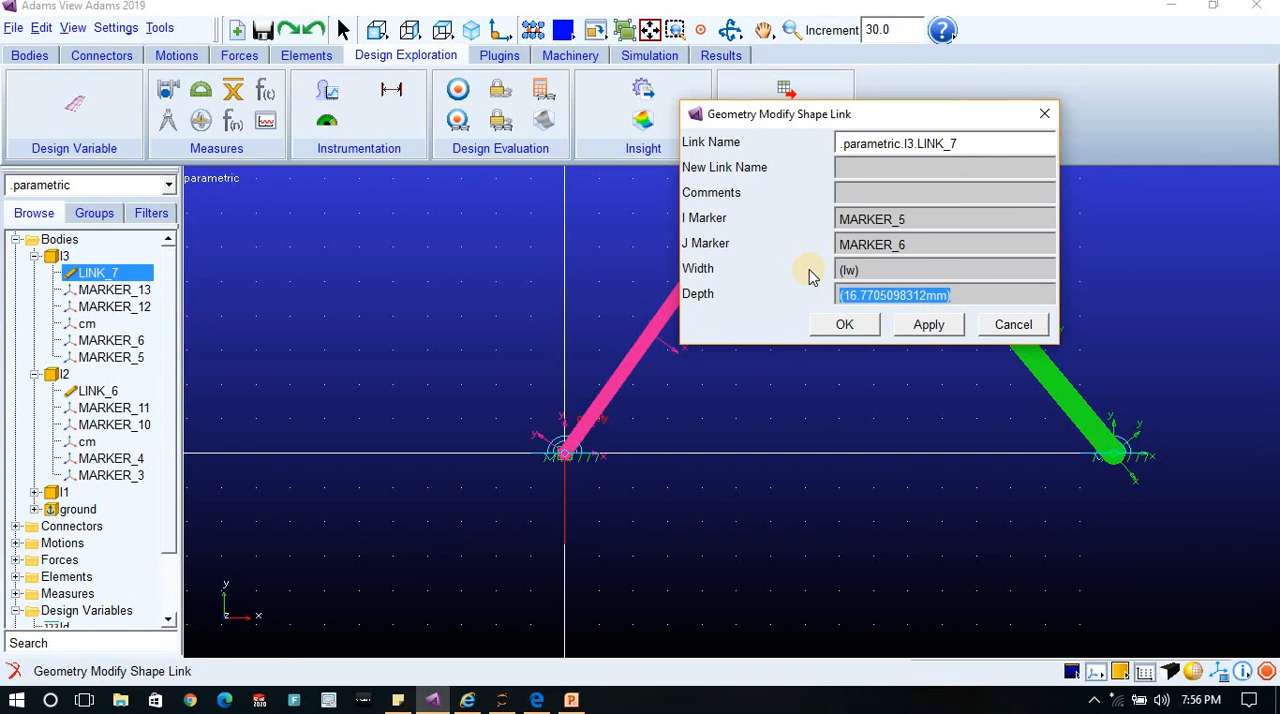 Adams View Adams 2019
File Edit View Settings Tools
Increment 30.0
Bodies Connectors Motions Forces Elements Design Exploration Plugins Machinery Simulation Results
Design Variable Measures Instrumentation Design Evaluation Insight
.parametric
Browse Groups Filters
Bodies
l3
LINK_7
MARKER_13
MARKER_12
cm
MARKER_6
MARKER_5
l2
LINK_6
MARKER_11
MARKER_10
cm
MARKER_4
MARKER_3
l1
ground
Connectors
Motions
Forces
Elements
Measures
Design Variables
Search
parametric
Geometry Modify Shape Link
Link Name .parametric.l3.LINK_7
New Link Name
Comments
I Marker MARKER_5
J Marker MARKER_6
Width (lw)
Depth (16.7705098312mm)
OK Apply Cancel
y
z x
Geometry Modify Shape Link
7:56 PM